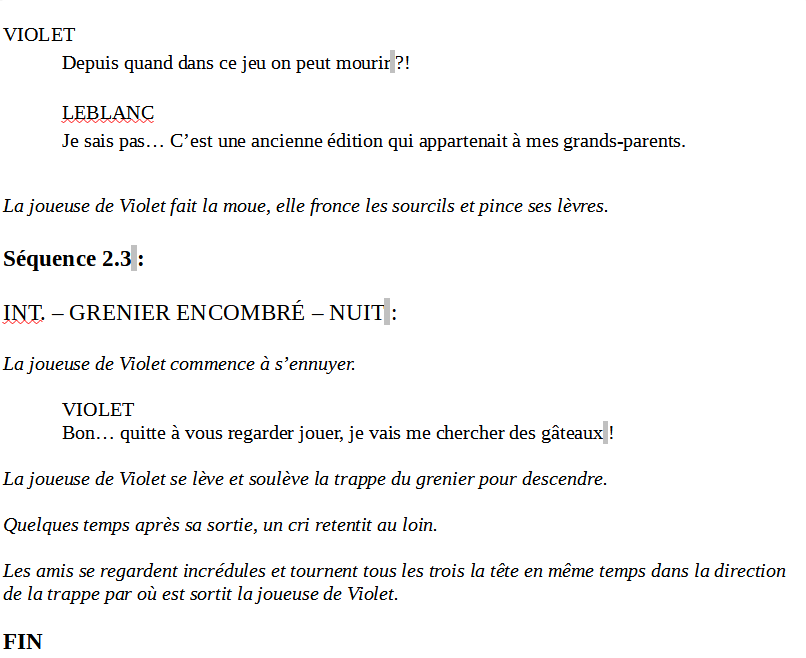 VIOLET
Depuis quand dans ce jeu on peut mourir ?!
LEBLANC
Je sais pas… C’est une ancienne édition qui appartenait à mes grands-parents.
La joueuse de Violet fait la moue, elle fronce les sourcils et pince ses lèvres.
Séquence 2.3 :
INT. – GRENIER ENCOMBRÉ – NUIT :
La joueuse de Violet commence à s’ennuyer.
VIOLET
Bon… quitte à vous regarder jouer, je vais me chercher des gâteaux !
La joueuse de Violet se lève et soulève la trappe du grenier pour descendre.
Quelques temps après sa sortie, un cri retentit au loin.
Les amis se regardent incrédules et tournent tous les trois la tête en même temps dans la direction
de la trappe par où est sortit la joueuse de Violet.
FIN